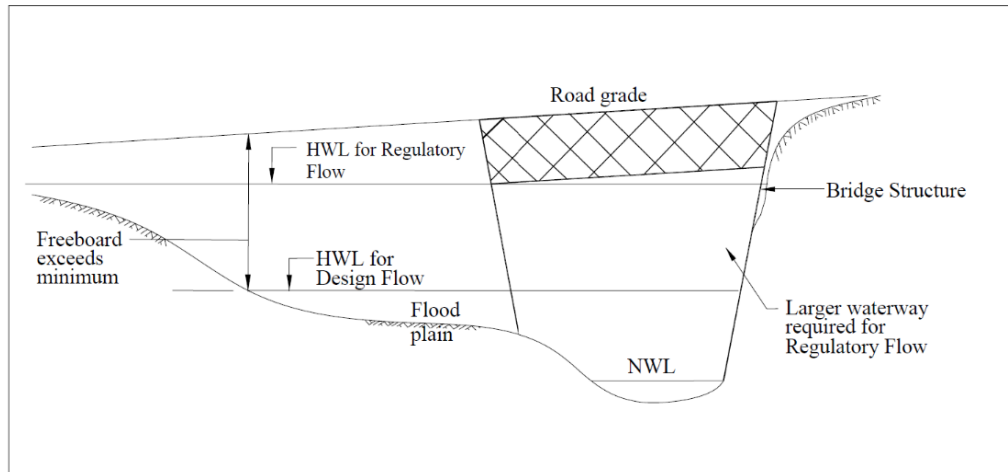 Road grade
HWL for Regulatory
Flow
Bridge Structure
Freeboard
exceeds
minimum
HWL for
Design Flow
Flood
plain
Larger waterway
required for
Regulatory Flow
NWL